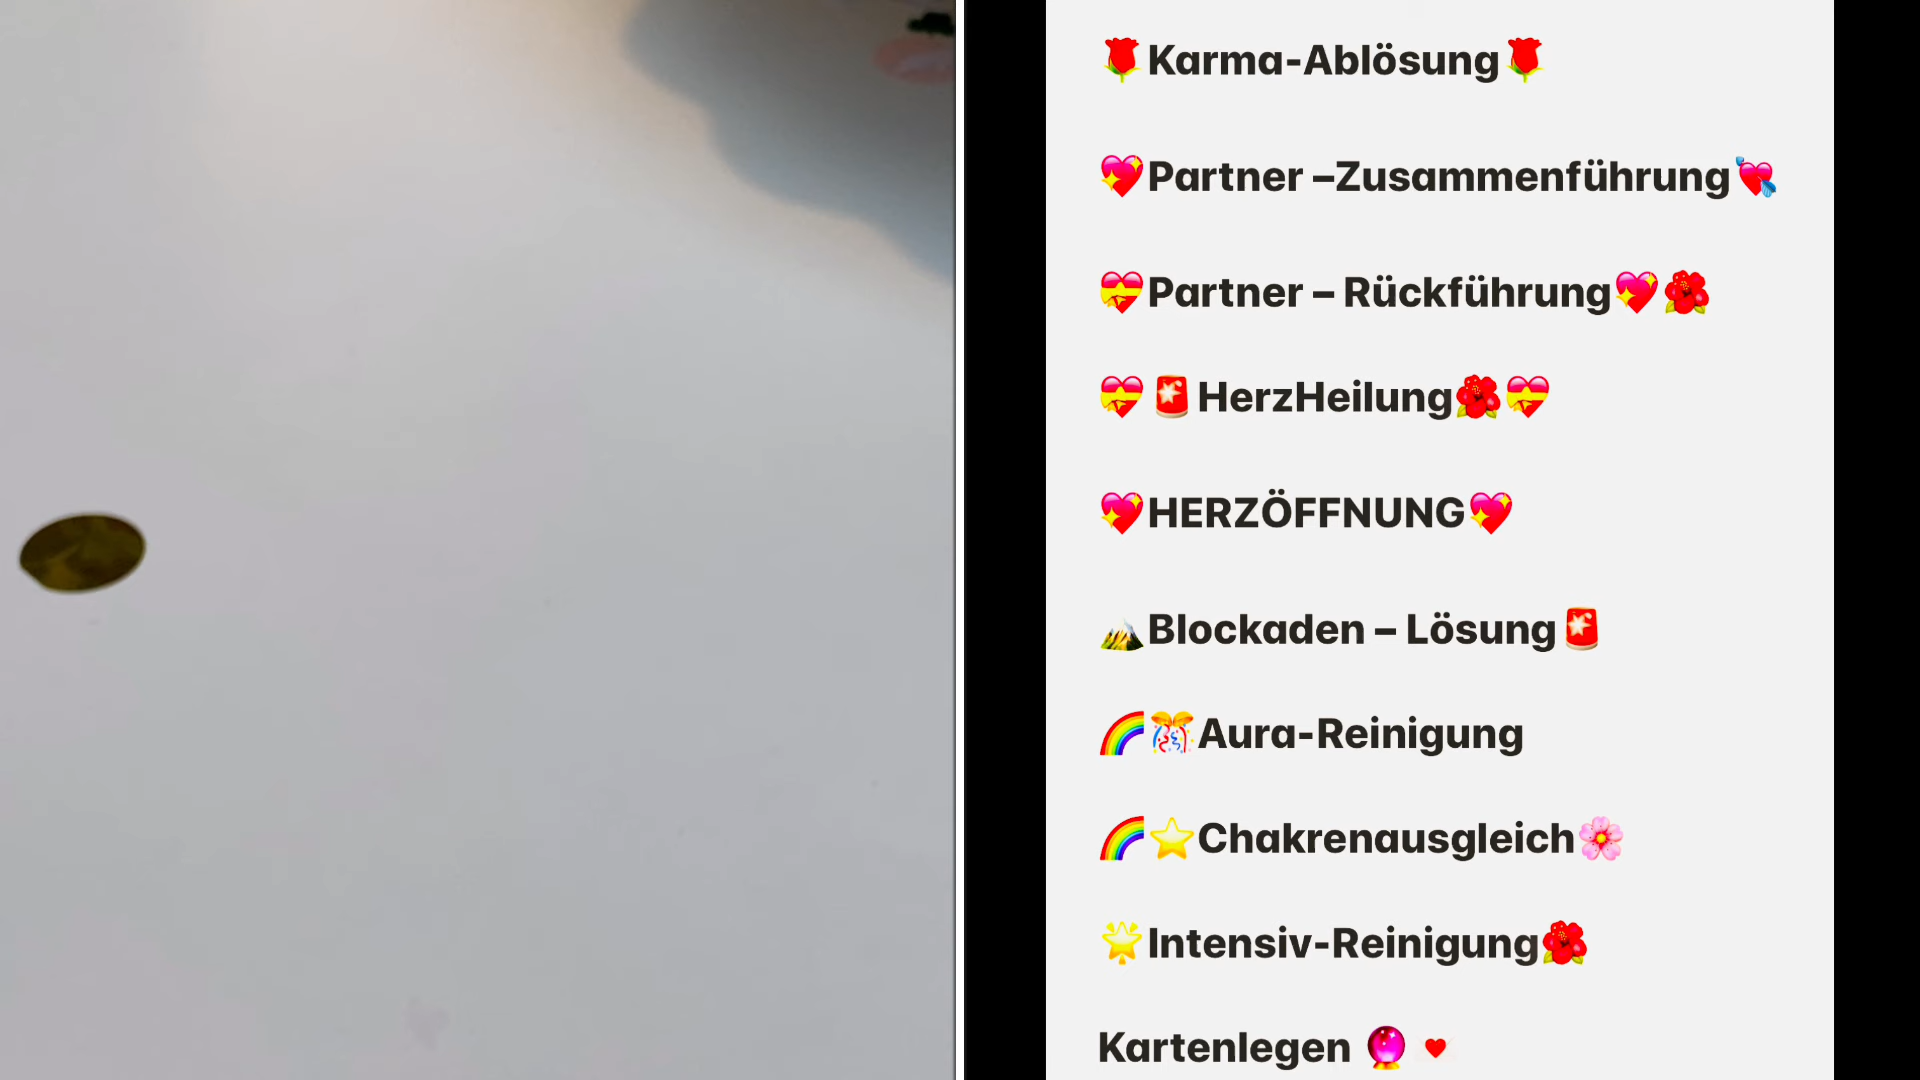 🌹Karma-Ablösung🌹
💖Partner –Zusammenführung💘
💝Partner – Rückführung💖🌺
💝🚨HerzHeilung🌺💝
💖HERZÖFFNUNG💖
🏔️Blockaden – Lösung🚨
🌈🎊Aura-Reinigung
🌈⭐Chakrenausgleich🌸
🌟Intensiv-Reinigung🌺
Kartenlegen 🔮 ♥️